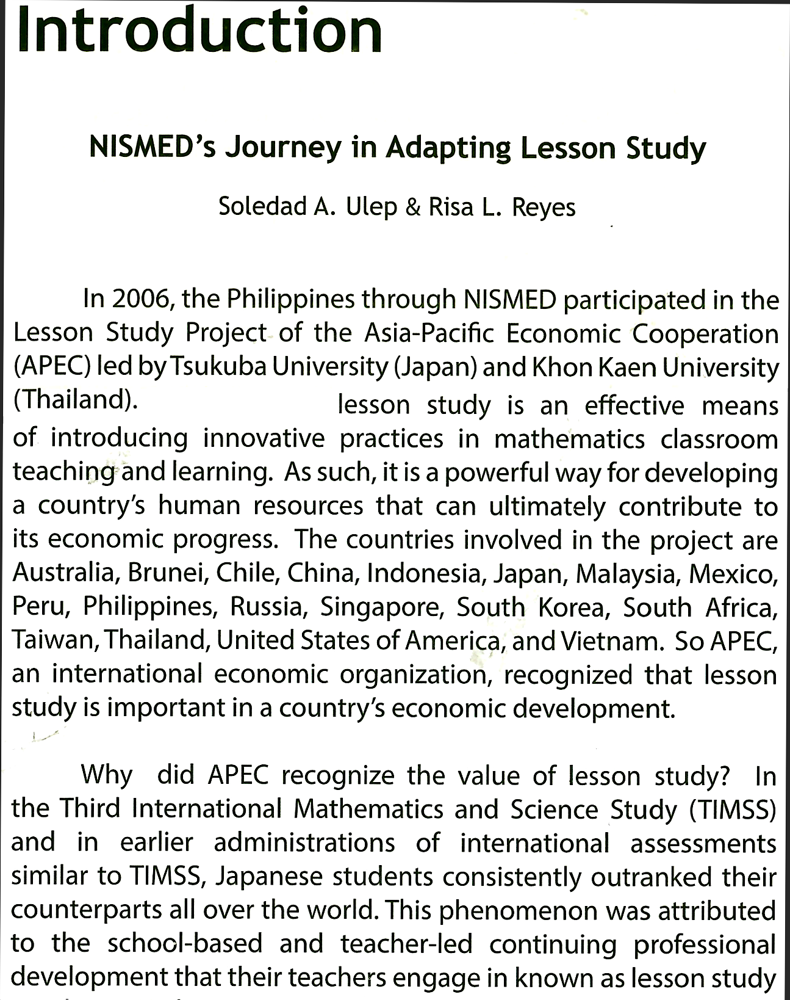 Introduction
NISMED's Journey in Adapting Lesson Study
Soledad A. Ulep & Risa L. Reyes
In 2006, the Philippines through NISMED participated in the
Lesson Study Project of the Asia-Pacific Economic Cooperation
(APEC) led by Tsukuba University (Japan) and Khon Kaen University
(Thailand). lesson study is an effective means
of introducing innovative practices in mathematics classroom
teaching and learning. As such, it is a powerful way for developing
a country's human resources that can ultimately contribute to
its economic progress. The countries involved in the project are
Australia, Brunei, Chile, China, Indonesia, Japan, Malaysia, Mexico,
Peru, Philippines, Russia, Singapore, South Korea, South Africa,
Taiwan, Thailand, United States of America, and Vietnam. So APEC,
an international economic organization, recognized that lesson
study is important in a country's economic development.
Why did APEC recognize the value of lesson study? In
the Third International Mathematics and Science Study (TIMSS)
and in earlier administrations of international assessments
similar to TIMSS, Japanese students consistently outranked their
counterparts all over the world. This phenomenon was attributed
to the school-based and teacher-led continuing professional
development that their teachers engage in known as lesson study